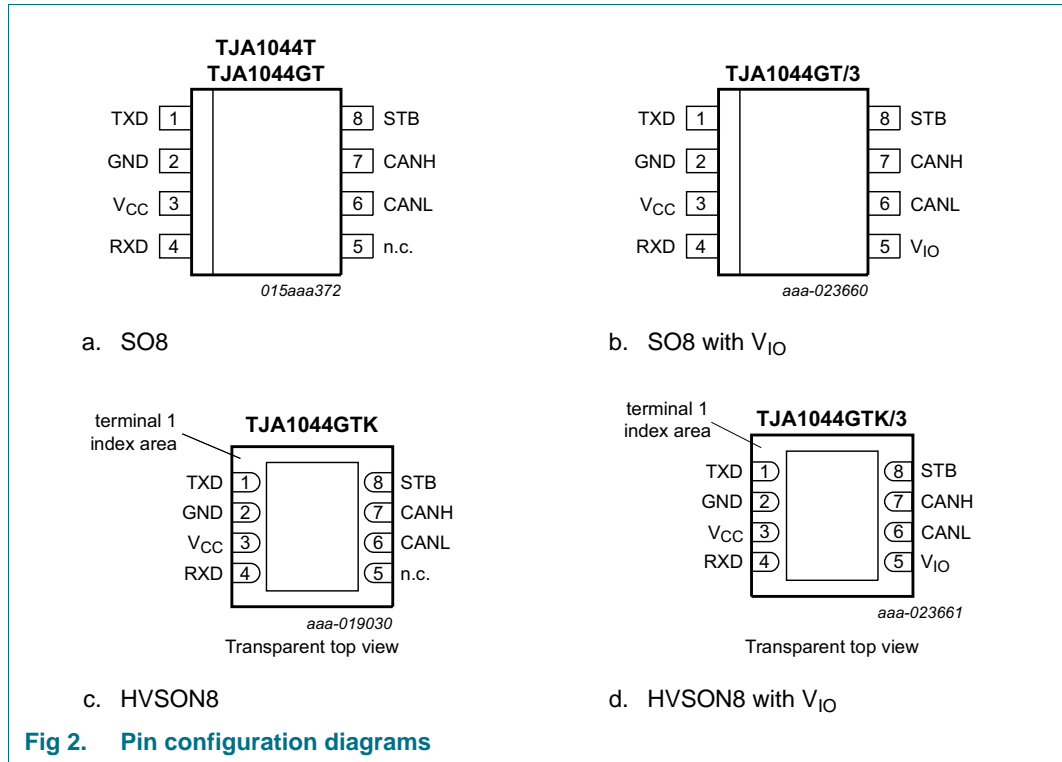 TJA1044T
TJA1044GT
TXD 1
8 STB
GND 2
7 CANH
VCC 3
6 CANL
RXD 4
5 n.c.
015aaa372
a. SO8
TJA1044GT/3
TXD 1
8 STB
GND 2
7 CANH
VCC 3
6 CANL
RXD 4
5 VIO
aaa-023660
b. SO8 with VIO
terminal 1
index area
TJA1044GTK
TXD 1
8 STB
GND 2
7 CANH
VCC 3
6 CANL
RXD 4
5 n.c.
aaa-019030
Transparent top view
c. HVSON8
terminal 1
index area
TJA1044GTK/3
TXD 1
8 STB
GND 2
7 CANH
VCC 3
6 CANL
RXD 4
5 VIO
aaa-023661
Transparent top view
d. HVSON8 with VIO
Fig 2. Pin configuration diagrams